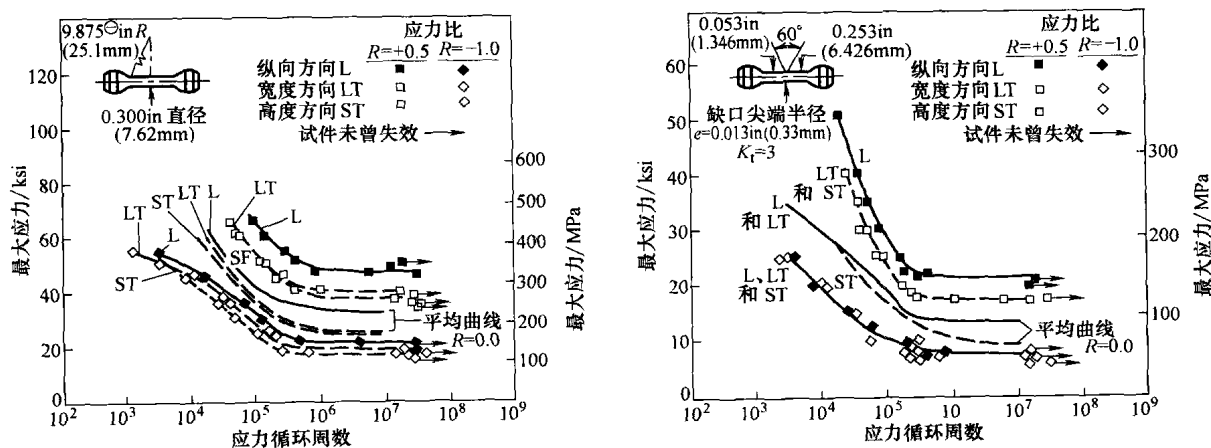 9.875⊖in R
(25.1mm)
0.300in 直径
(7.62mm)
应力比
R=+0.5 R=-1.0
纵向方向L
宽度方向LT
高度方向ST
试件未曾失效
120
100
80
60
40
20
0
最大应力/ksi
600
500
400
300
200
100
最大应力/MPa
LT
L
ST
ST
LT
L
LT
L
SF
平均曲线
R=0.0
10² 10³ 10⁴ 10⁵ 10⁶ 10⁷ 10⁸ 10⁹
应力循环周数
0.053in
(1.346mm)
60°
0.253in
(6.426mm)
缺口尖端半径
e=0.013in(0.33mm)
Kt=3
应力比
R=+0.5 R=-1.0
纵向方向L
宽度方向LT
高度方向ST
试件未曾失效
60
50
40
30
20
10
0
最大应力/ksi
300
200
100
0
最大应力/MPa
L
LT
和 ST
L
和 LT
ST
L、LT
和 ST
平均曲线
R=0.0
10² 10³ 10⁴ 10⁵ 10 10⁷ 10⁸ 10⁹
应力循环周数